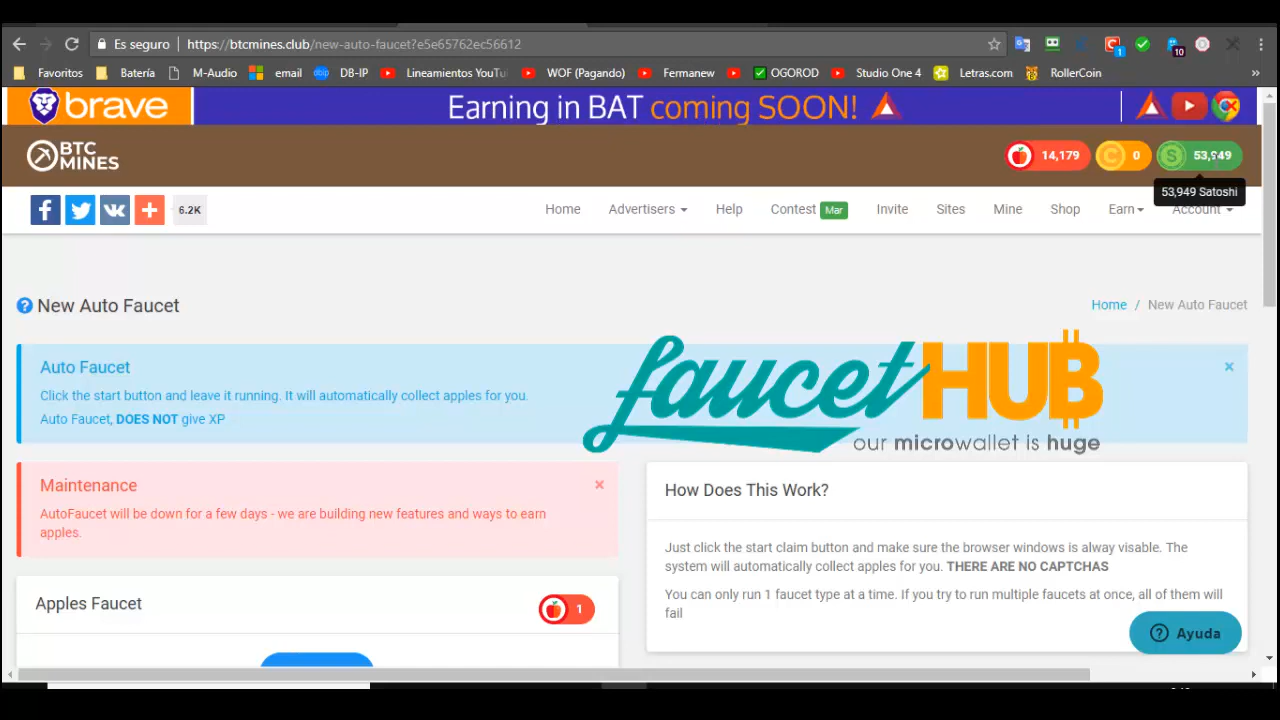 Es seguro | https://btcmines.club/new-auto-faucet?e5e65762ec56612
1
10
Favoritos Batería M-Audio email DB-IP Lineamientos YouTu WOF (Pagando) Fermanew OGOROD Studio One 4 Letras.com RollerCoin »
brave Earning in BAT coming SOON!
BTC
MINES
14,179 0 53,949
53,949 Satoshi
6.2K
Home Advertisers Help Contest Mar Invite Sites Mine Shop Earn Account
New Auto Faucet
Home / New Auto Faucet
Auto Faucet
Click the start button and leave it running. It will automatically collect apples for you.
Auto Faucet, DOES NOT give XP
faucetHUB
our microwallet is huge
Maintenance
AutoFaucet will be down for a few days - we are building new features and ways to earn
apples.
How Does This Work?
Just click the start claim button and make sure the browser windows is alway visable. The
system will automatically collect apples for you. THERE ARE NO CAPTCHAS
You can only run 1 faucet type at a time. If you try to run multiple faucets at once, all of them will
fail
Apples Faucet
1
Ayuda